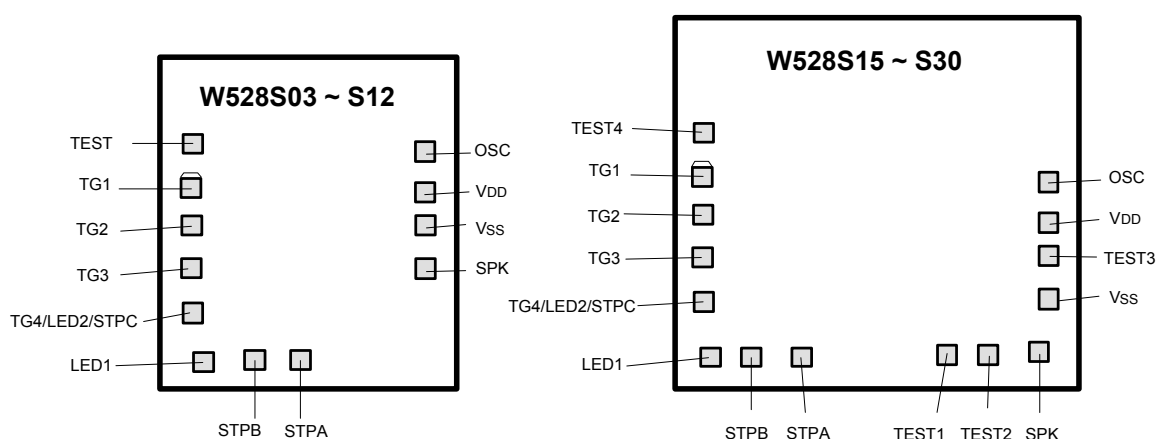 W528S03 ~ S12
TEST
TG1
TG2
TG3
TG4/LED2/STPC
LED1
STPB
STPA
OSC
VDD
VSS
SPK
W528S15 ~ S30
TEST4
TG1
TG2
TG3
TG4/LED2/STPC
LED1
STPB
STPA
TEST1
TEST2
SPK
OSC
VDD
TEST3
VSS